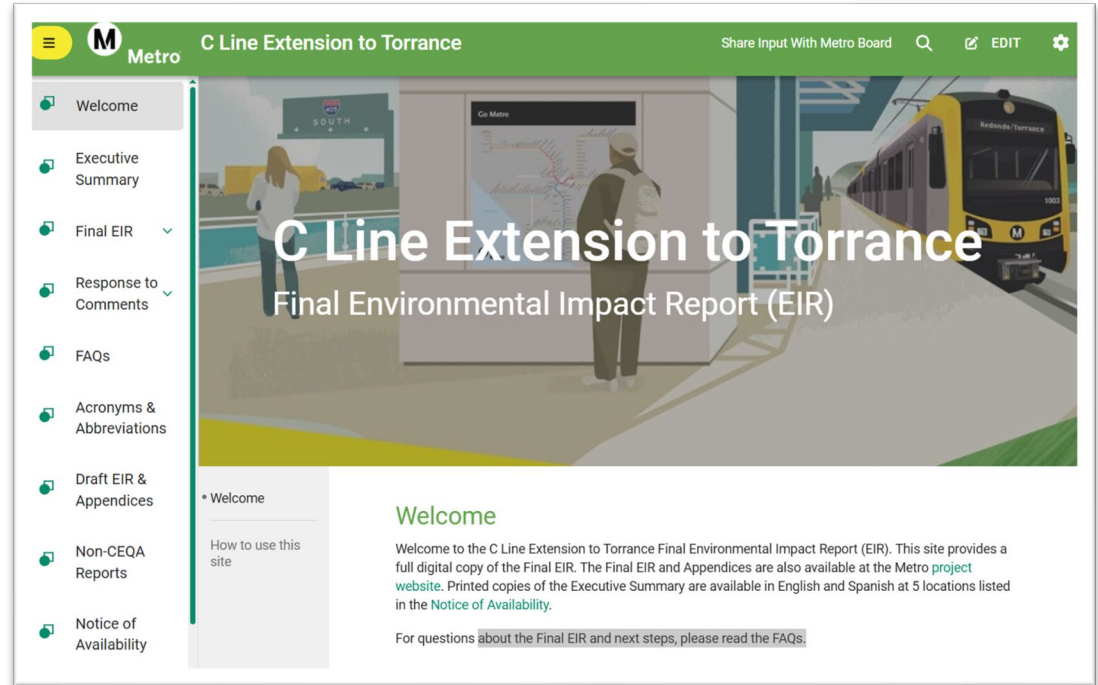 M
Metro
C Line Extension to Torrance
Share Input With Metro Board
EDIT
Welcome
Executive
Summary
Final EIR
Response to
Comments
FAQs
Acronyms &
Abbreviations
Draft EIR &
Appendices
Non-CEQA
Reports
Notice of
Availability
405
SOUTH
Go Metro
Redondo/Torrance
1003
M
C Line Extension to Torrance
Final Environmental Impact Report (EIR)
Welcome
How to use this
site
Welcome
Welcome to the C Line Extension to Torrance Final Environmental Impact Report (EIR). This site provides a
full digital copy of the Final EIR. The Final EIR and Appendices are also available at the Metro project
website. Printed copies of the Executive Summary are available in English and Spanish at 5 locations listed
in the Notice of Availability.
For questions about the Final EIR and next steps, please read the FAQs.